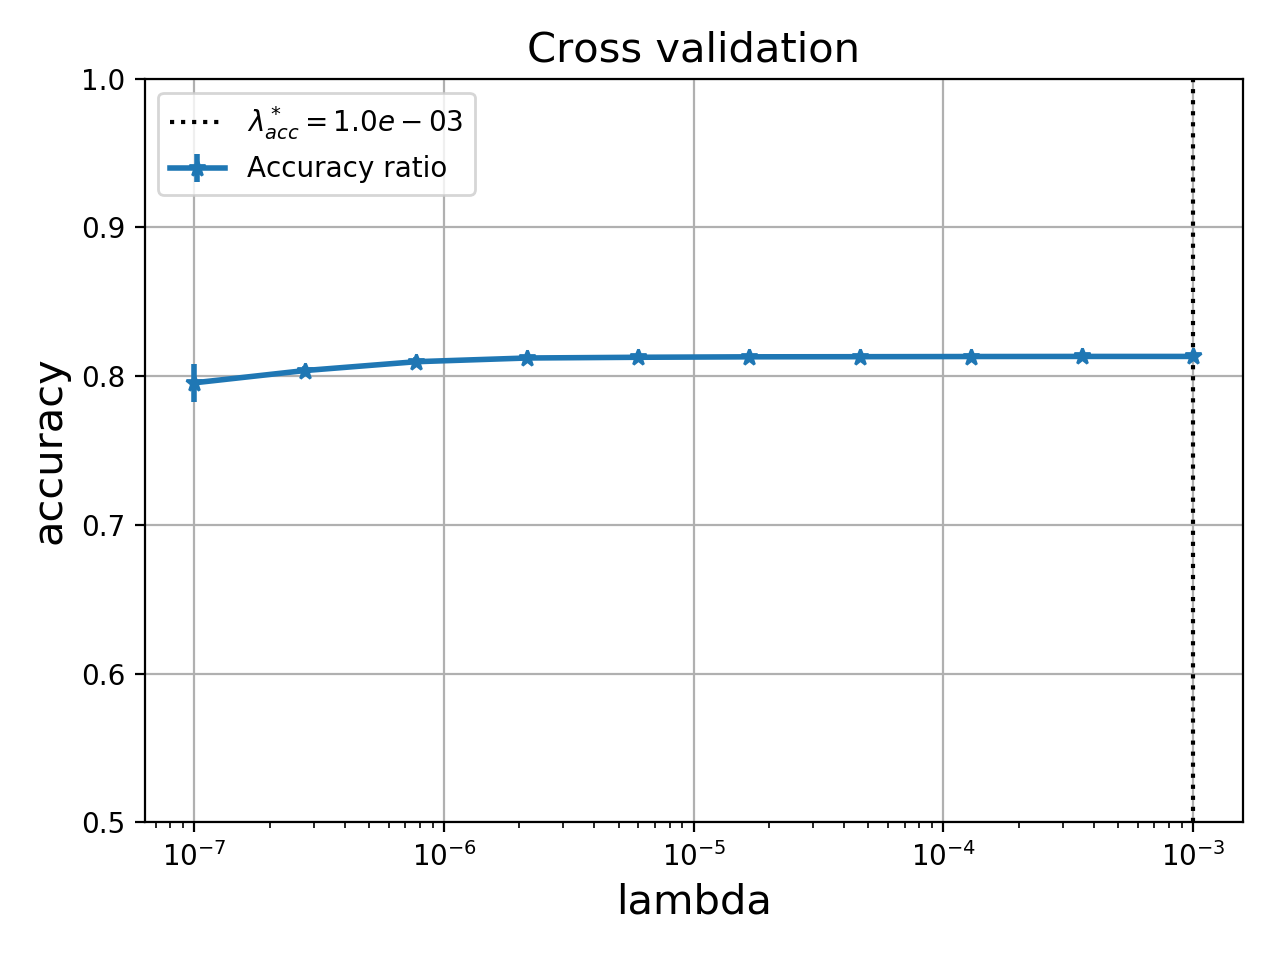 Cross validation
λ*acc = 1.0e − 03
Accuracy ratio
accuracy
1.0
0.9
0.8
0.7
0.6
0.5
10⁻⁷ 10⁻⁶ 10⁻⁵ 10⁻⁴ 10⁻³
lambda